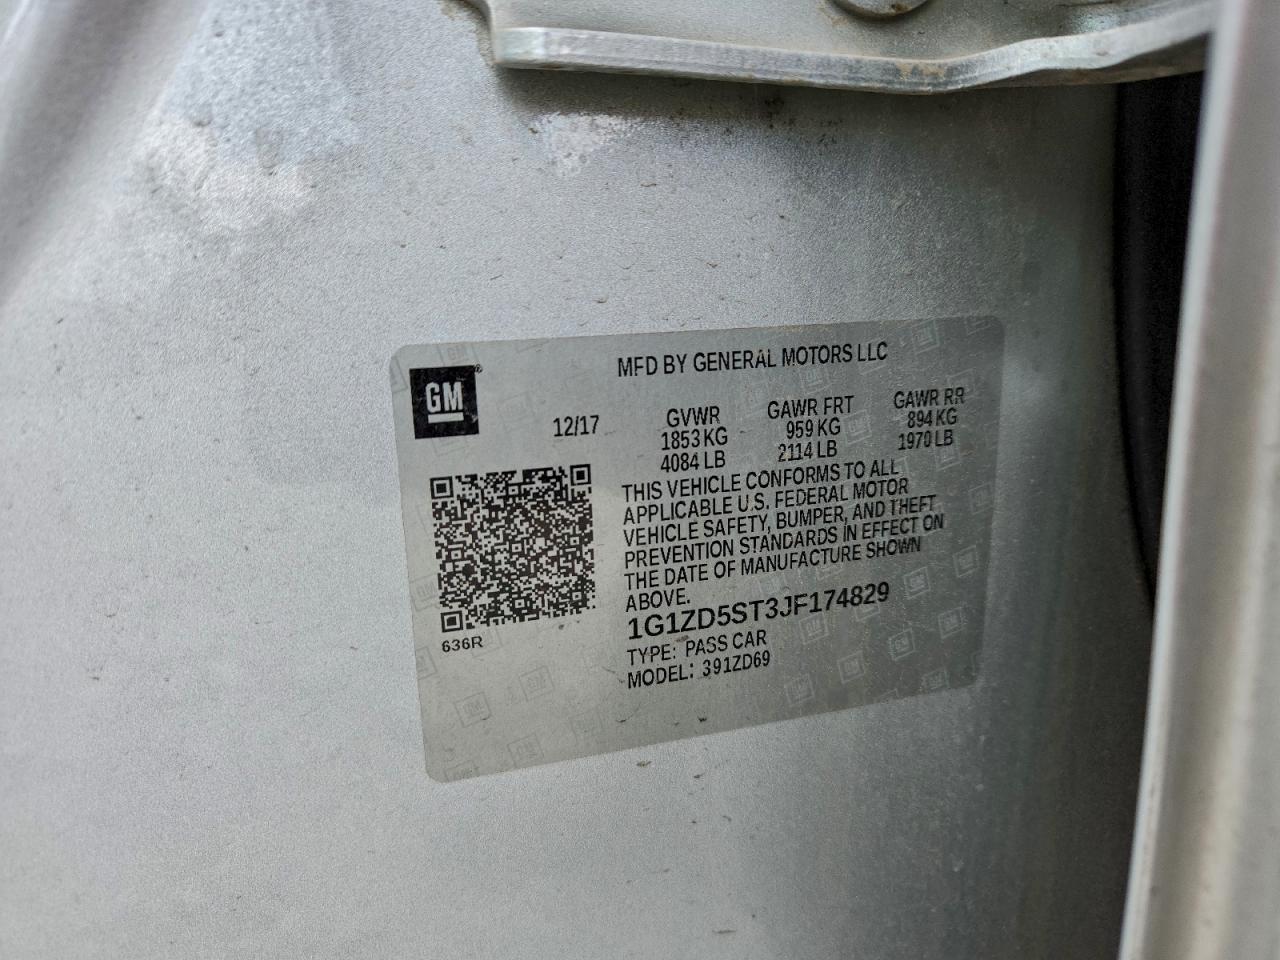 GM
MFD BY GENERAL MOTORS LLC
12/17
GVWR
1853 KG
4084 LB
GAWR FRT
959 KG
2114 LB
GAWR RR
894 KG
1970 LB
THIS VEHICLE CONFORMS TO ALL
APPLICABLE U.S. FEDERAL MOTOR
VEHICLE SAFETY, BUMPER, AND THEFT
PREVENTION STANDARDS IN EFFECT ON
THE DATE OF MANUFACTURE SHOWN
ABOVE.
1G1ZD5ST3JF174829
TYPE: PASS CAR
MODEL: 391ZD69
636R